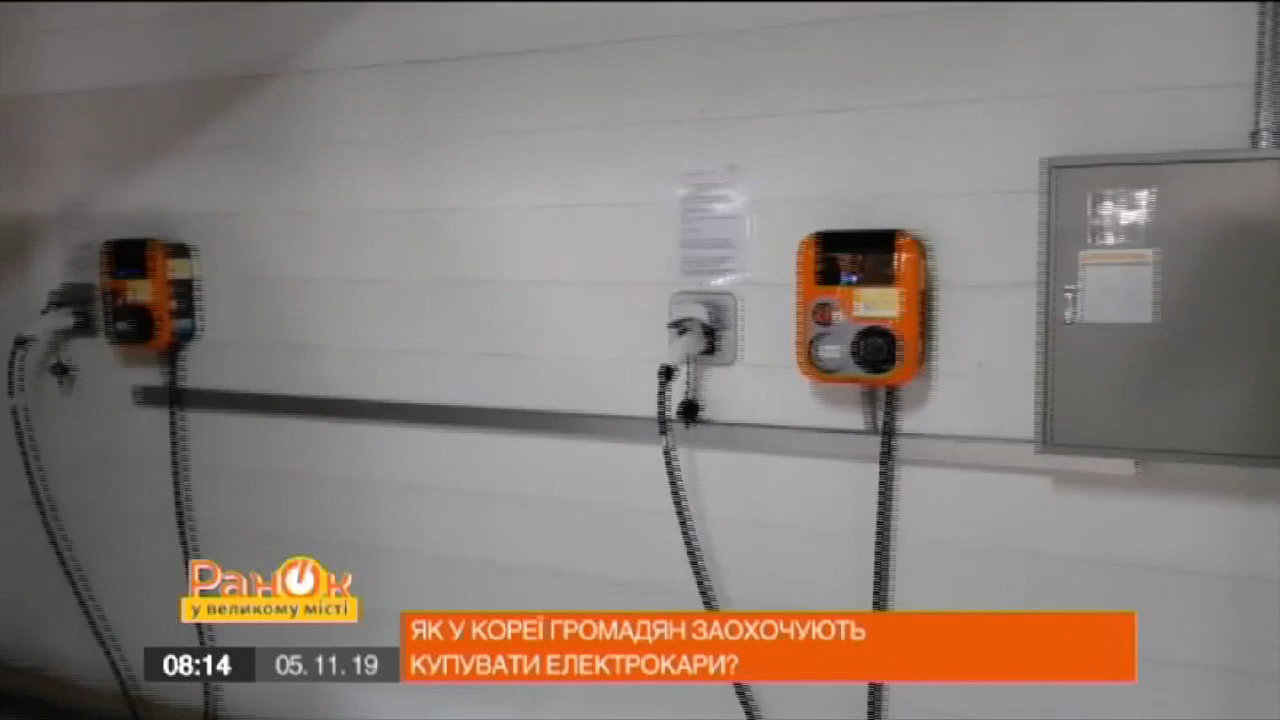 Ранок
у великому місті
08:14
05. 11. 19
ЯК У КОРЕЇ ГРОМАДЯН ЗАОХОЧУЮТЬ
КУПУВАТИ ЕЛЕКТРОКАРИ?